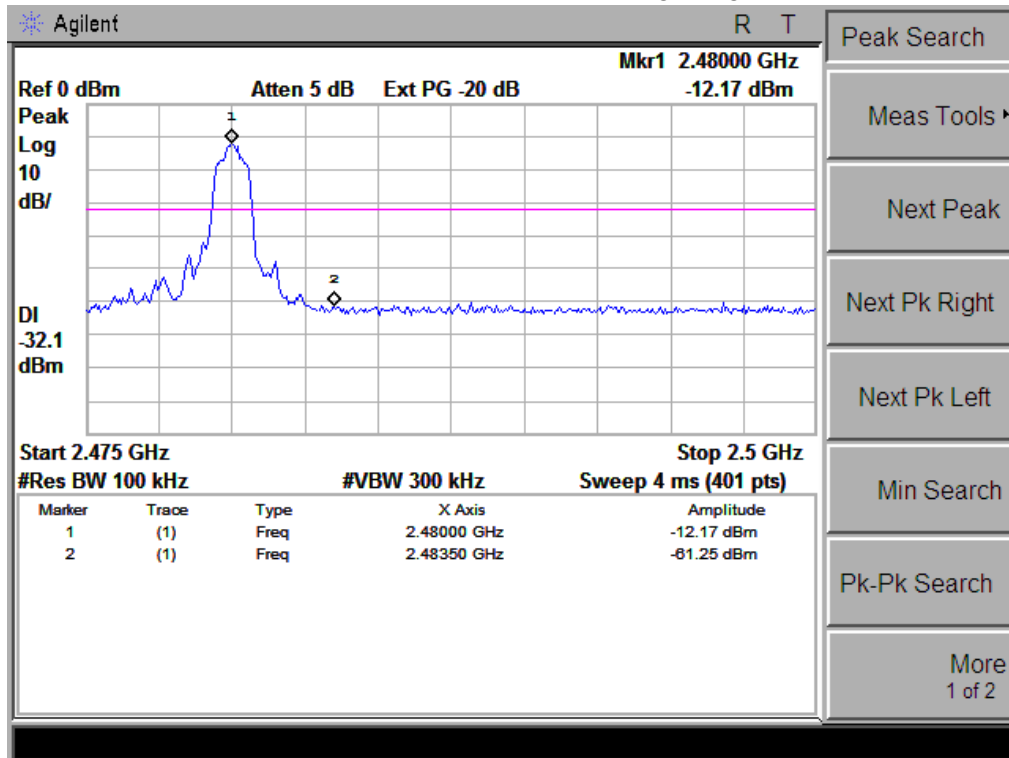 Agilent R T
Mkr1 2.48000 GHz
Ref 0 dBm Atten 5 dB Ext PG -20 dB -12.17 dBm
Peak
Log
10
dB/
1
2
DI
-32.1
dBm
Start 2.475 GHz Stop 2.5 GHz
#Res BW 100 kHz #VBW 300 kHz Sweep 4 ms (401 pts)
Marker Trace Type X Axis Amplitude
1 (1) Freq 2.48000 GHz -12.17 dBm
2 (1) Freq 2.48350 GHz -61.25 dBm
Peak Search
Meas Tools
Next Peak
Next Pk Right
Next Pk Left
Min Search
Pk-Pk Search
More
1 of 2